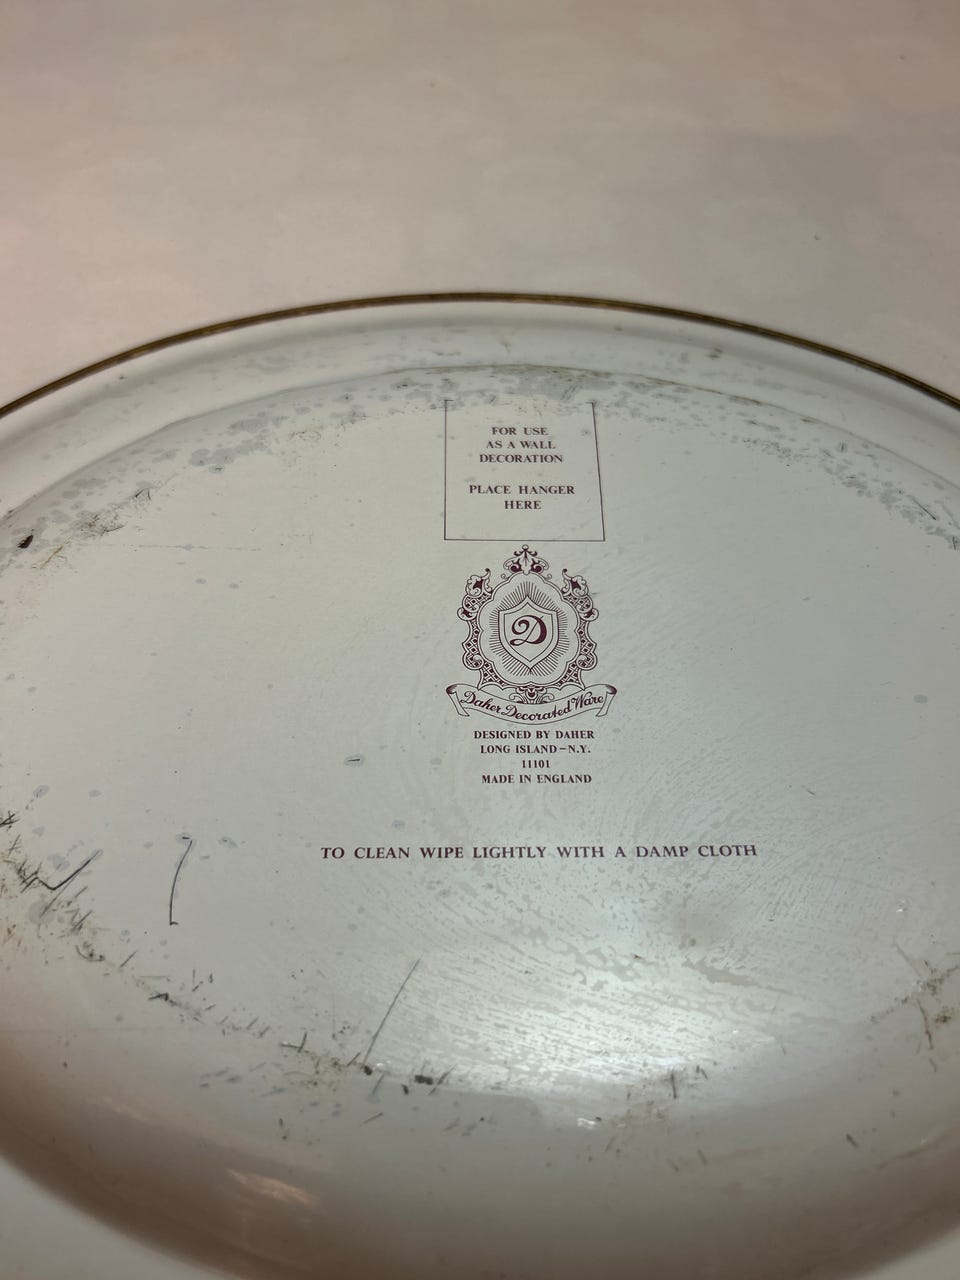 FOR USE
AS A WALL
DECORATION
PLACE HANGER
HERE
D
Daher Decorated Ware
DESIGNED BY DAHER
LONG ISLAND–N.Y.
11101
MADE IN ENGLAND
TO CLEAN WIPE LIGHTLY WITH A DAMP CLOTH